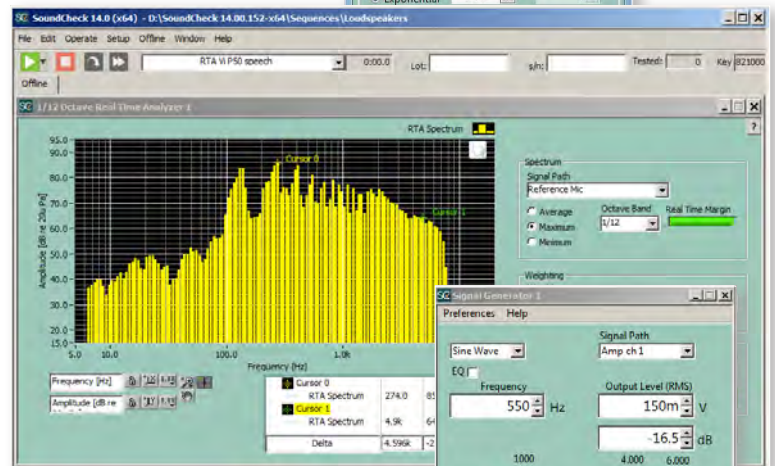 Exponential
SC SoundCheck 14.0 (x64) - D:\SoundCheck 14.00.152-x64\Sequences\Loudspeakers
File Edit Operate Setup Offline Window Help
RTA Vi P50 speech 0:00.0 Lot: s/n: Tested: 0 Key 821000
Offline
SC 1/12 Octave Real Time Analyzer 1
RTA Spectrum
?
95.0
90.0
80.0
70.0
60.0
50.0
40.0
30.0
20.0
15.0
Amplitude [dB re 20u Pa]
Cursor 0
Cursor 1
5.0 10.0 100.0 1.0k
Frequency (Hz)
Spectrum
Signal Path
Reference Mic
Average
Maximum
Minimum
Octave Band
1/12
Real Time Margin
Weighting
Frequency [Hz]
Amplitude [dB re
Cursor 0
RTA Spectrum 274.0
Cursor 1
RTA Spectrum 4.9k 64
Delta 4.596k -2
SC Signal Generator 1
Preferences Help
Sine Wave
Signal Path
Amp ch 1
EQ
Frequency
550 Hz
Output Level (RMS)
150m V
-16.5 dB
1000
4.000 6.000